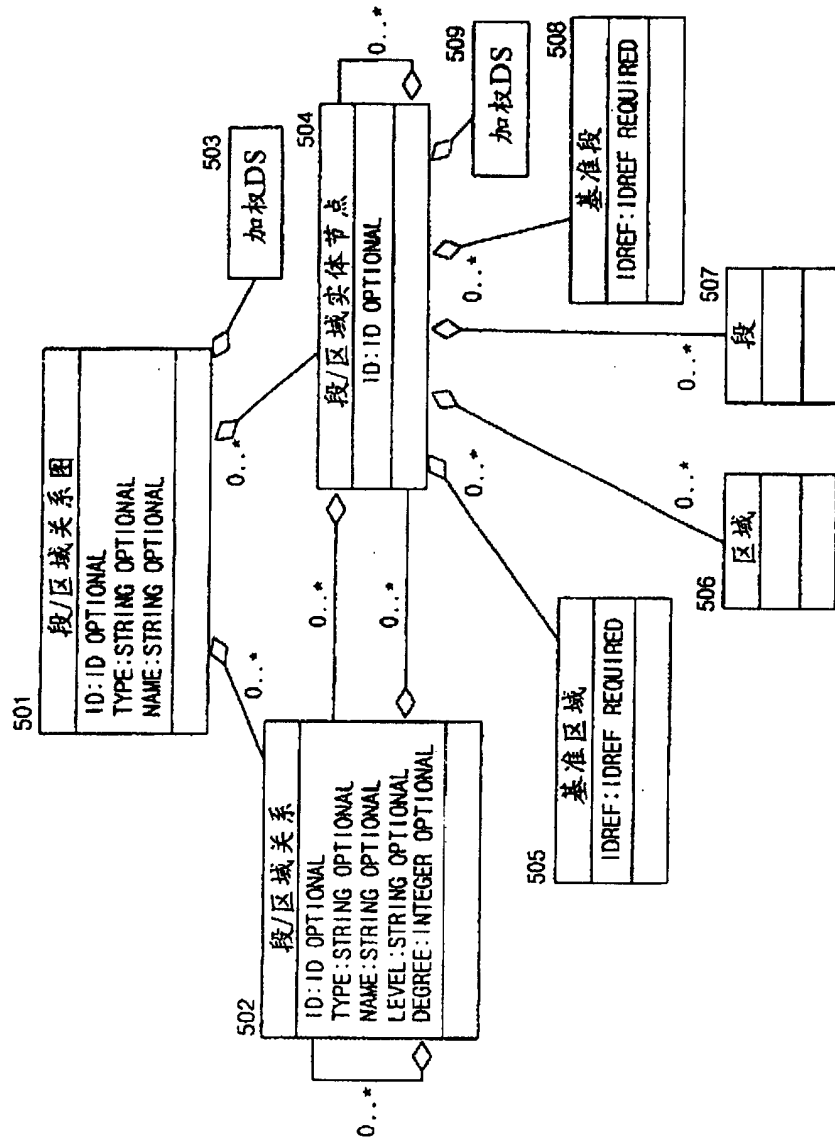 501
段/区域关系图
ID:ID OPTIONAL
TYPE:STRING OPTIONAL
NAME:STRING OPTIONAL
503
加权DS
0..*
0..*
502
段/区域关系
ID:ID OPTIONAL
TYPE:STRING OPTIONAL
NAME:STRING OPTIONAL
LEVEL:STRING OPTIONAL
DEGREE:INTEGER OPTIONAL
0..*
0..*
0..*
504
段/区域实体节点
ID:ID OPTIONAL
0..*
509
加权DS
505
基准区域
IDREF:IDREF REQUIRED
0..*
506
区域
0..*
507
段
0..*
508
基准段
IDREF:IDREF REQUIRED
0..*